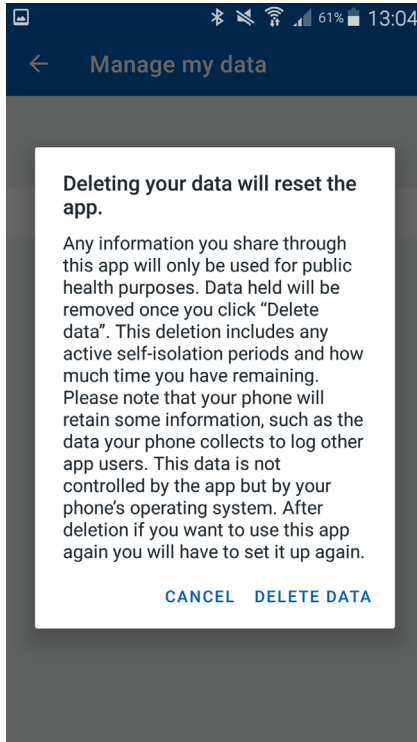 61% 13:04
Manage my data
Deleting your data will reset the
app.
Any information you share through
this app will only be used for public
health purposes. Data held will be
removed once you click “Delete
data”. This deletion includes any
active self-isolation periods and how
much time you have remaining.
Please note that your phone will
retain some information, such as the
data your phone collects to log other
app users. This data is not
controlled by the app but by your
phone’s operating system. After
deletion if you want to use this app
again you will have to set it up again.
CANCEL DELETE DATA